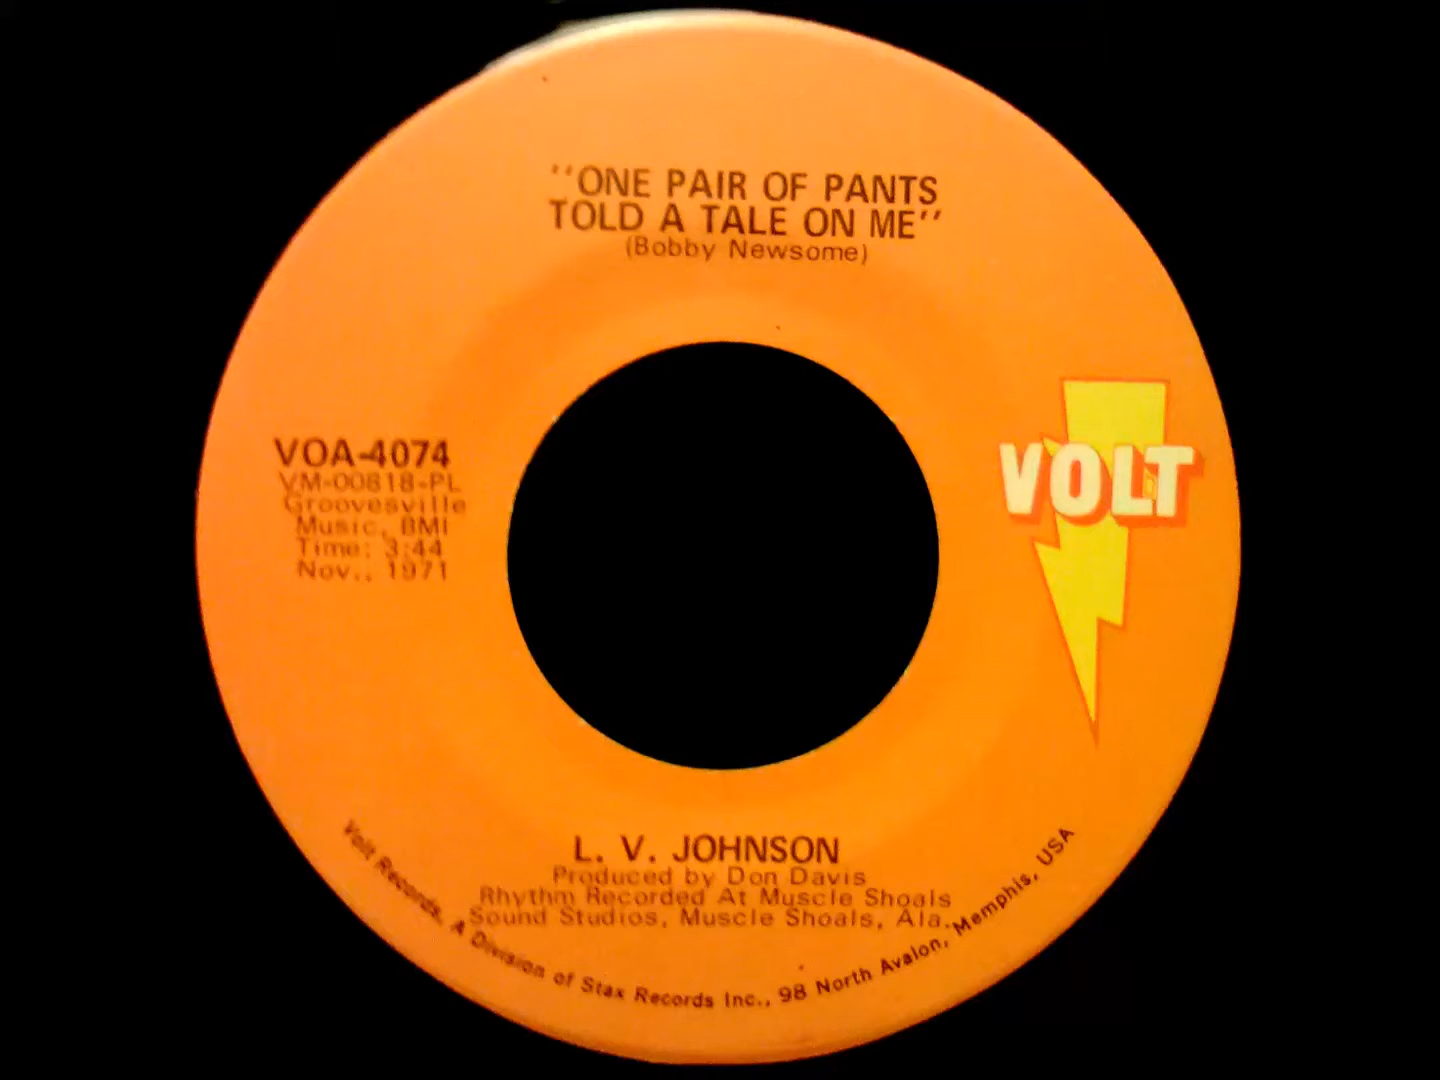 "ONE PAIR OF PANTS
TOLD A TALE ON ME"
(Bobby Newsome)
VOA-4074
VM-00818-PL
Groovesville
Music, BMI
Time: 3:44
Nov., 1971
VOLT
L. V. JOHNSON
Produced by Don Davis
Rhythm Recorded At Muscle Shoals
Sound Studios, Muscle Shoals, Ala.
Volt Records, A Division of Stax Records Inc., 98 North Avalon, Memphis, USA